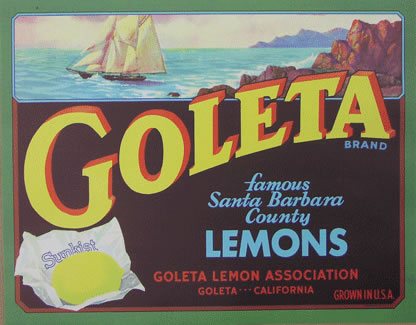 GOLETA
BRAND
famous
Santa Barbara
County
LEMONS
Sunkist
GOLETA LEMON ASSOCIATION
GOLETA --- CALIFORNIA
GROWN IN U.S.A.